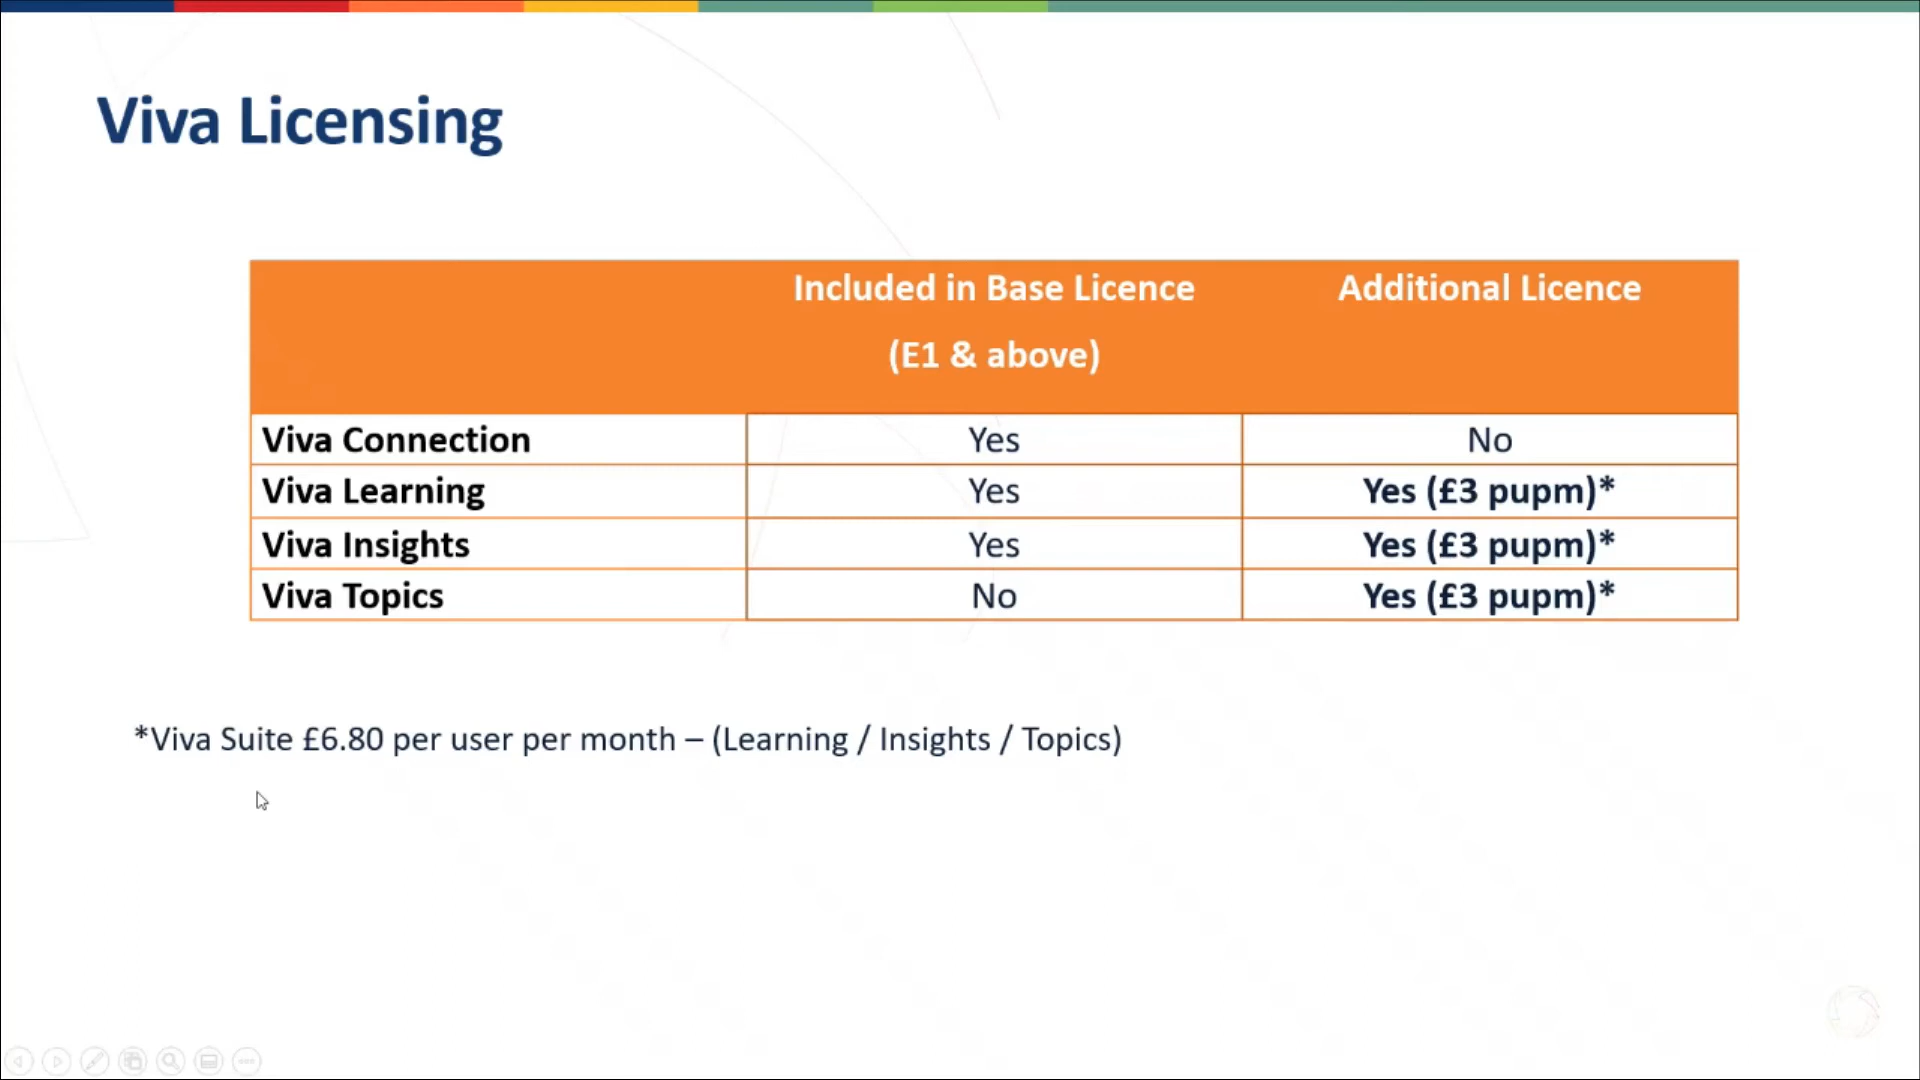 Viva Licensing
Included in Base Licence
(E1 & above)
Additional Licence
Viva Connection Yes No
Viva Learning Yes Yes (£3 pupm)*
Viva Insights Yes Yes (£3 pupm)*
Viva Topics No Yes (£3 pupm)*
*Viva Suite £6.80 per user per month – (Learning / Insights / Topics)